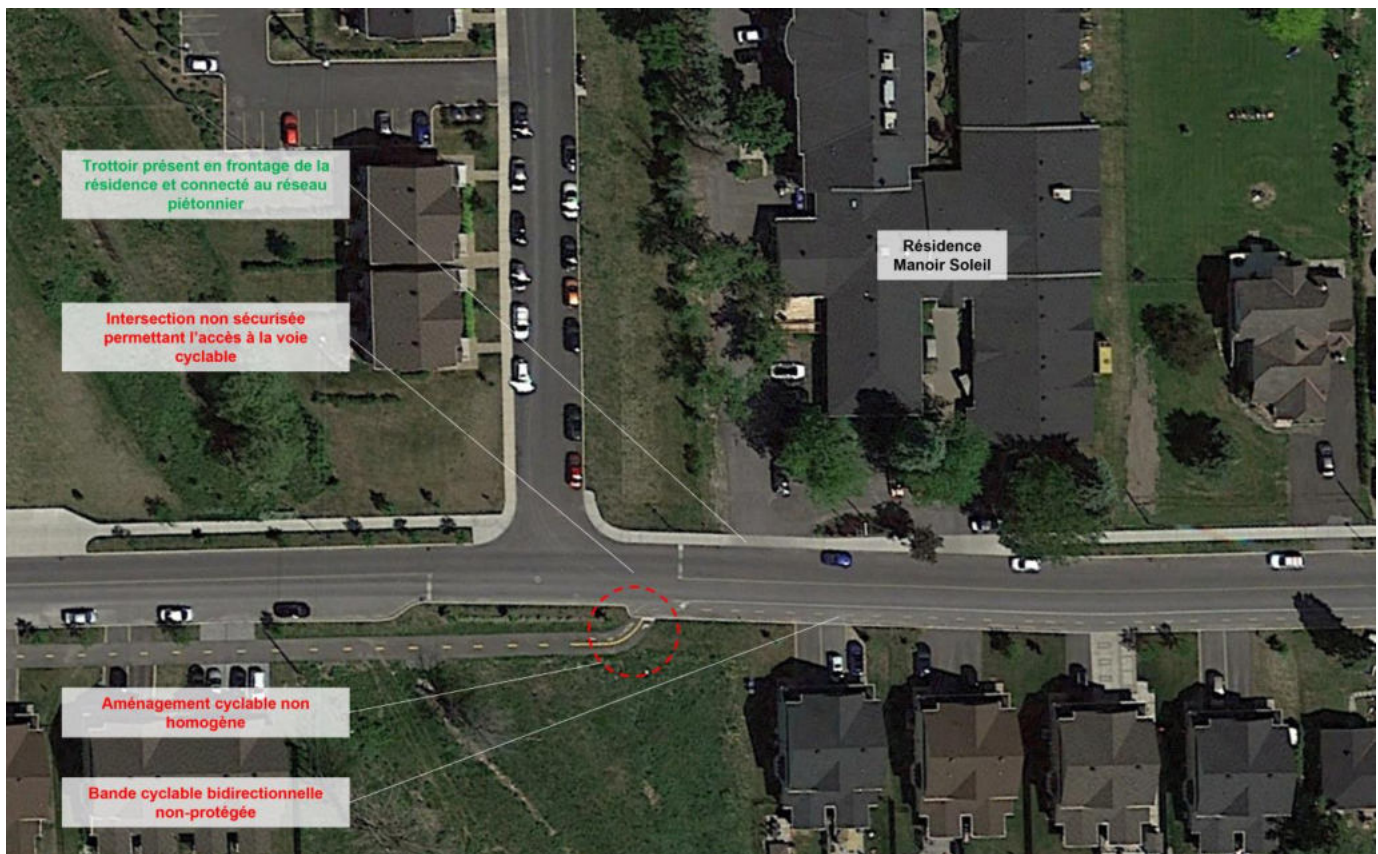 Trottoir présent en frontage de la
résidence et connecté au réseau
piétonnier
Résidence
Manoir Soleil
Intersection non sécurisée
permettant l'accès à la voie
cyclable
Aménagement cyclable non
homogène
Bande cyclable bidirectionnelle
non-protégée